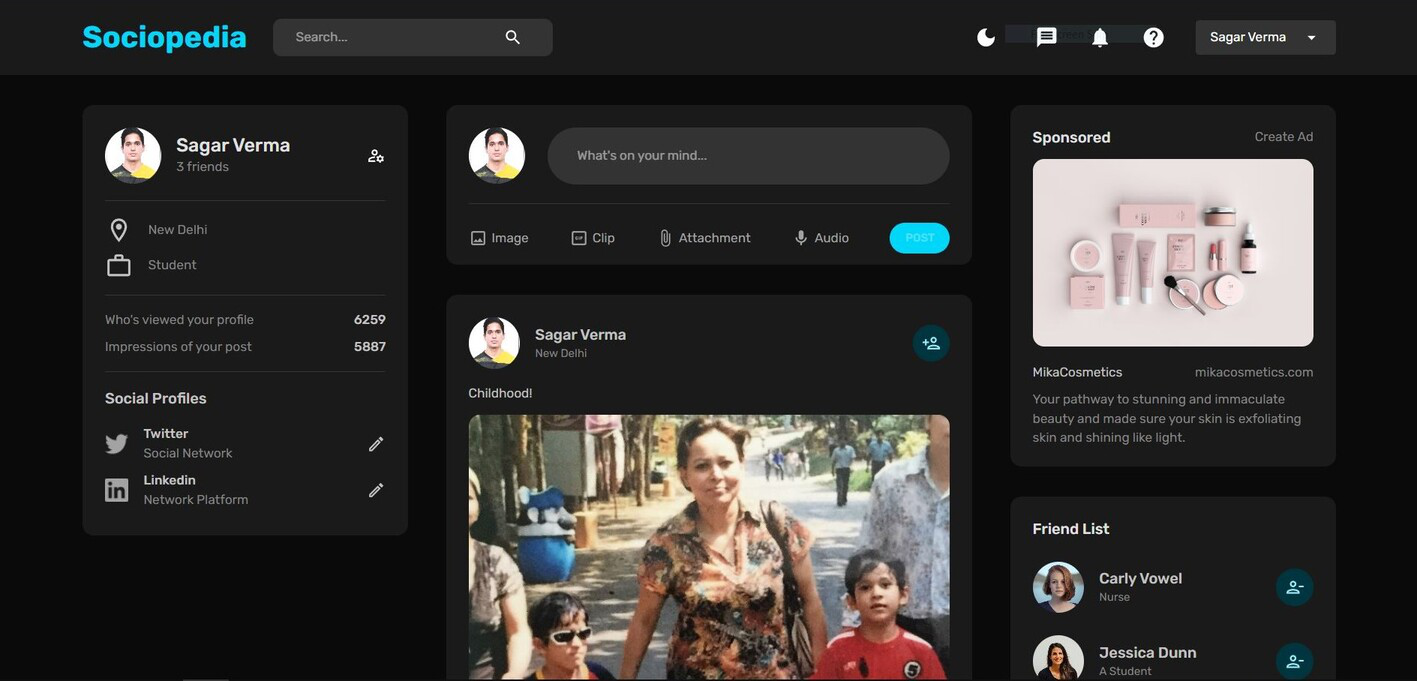 Sociopedia
Search...
Sagar Verma
Sagar Verma
3 friends
New Delhi
Student
Who's viewed your profile 6259
Impressions of your post 5887
Social Profiles
Twitter
Social Network
Linkedin
Network Platform
What's on your mind...
Image Clip Attachment Audio POST
Sagar Verma
New Delhi
Childhood!
5
Sponsored Create Ad
MikaCosmetics mikacosmetics.com
Your pathway to stunning and immaculate
beauty and made sure your skin is exfoliating
skin and shining like light.
Friend List
Carly Vowel
Nurse
Jessica Dunn
A Student